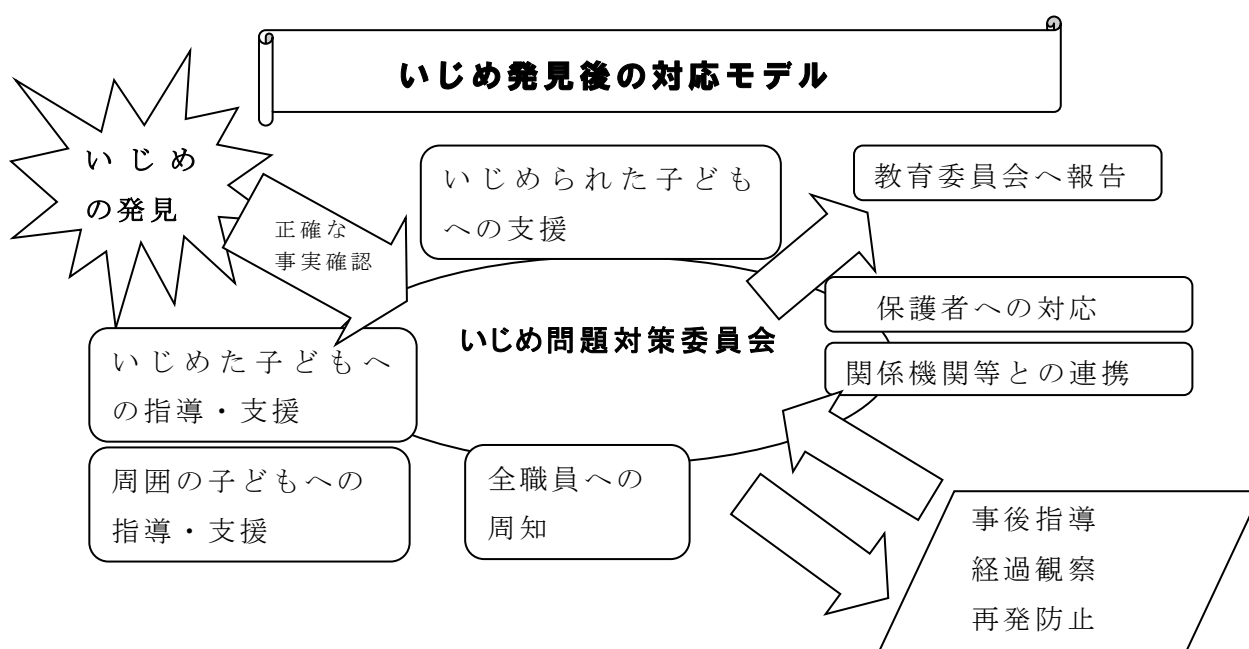 いじめ発見後の対応モデル
いじめ
の発見
正確な
事実確認
いじめられた子ども
への支援
教育委員会へ報告
いじめ問題対策委員会
保護者への対応
関係機関等との連携
いじめた子どもへ
の指導・支援
周囲の子どもへの
指導・支援
全職員への
周知
事後指導
経過観察
再発防止